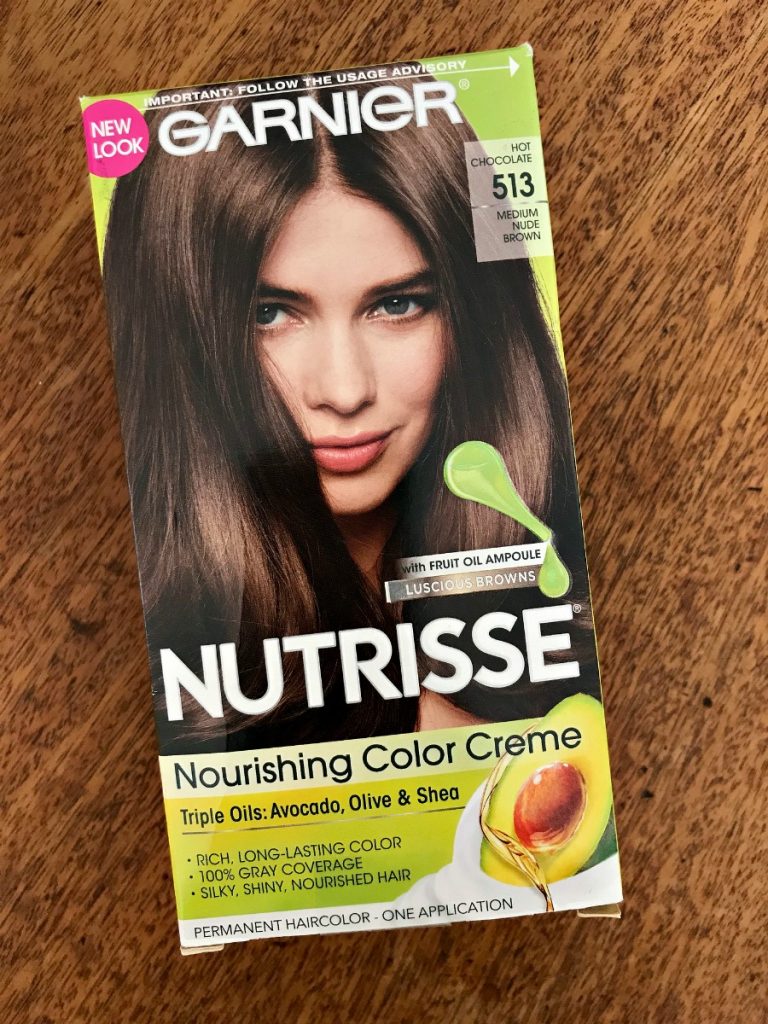 IMPORTANT: FOLLOW THE USAGE ADVISORY
NEW
LOOK
GARNIER®
HOT
CHOCOLATE
513
MEDIUM
NUDE
BROWN
with FRUIT OIL AMPOULE
LUSCIOUS BROWNS
NUTRISSE®
Nourishing Color Creme
Triple Oils: Avocado, Olive & Shea
• RICH, LONG-LASTING COLOR
• 100% GRAY COVERAGE
• SILKY, SHINY, NOURISHED HAIR
PERMANENT HAIRCOLOR - ONE APPLICATION